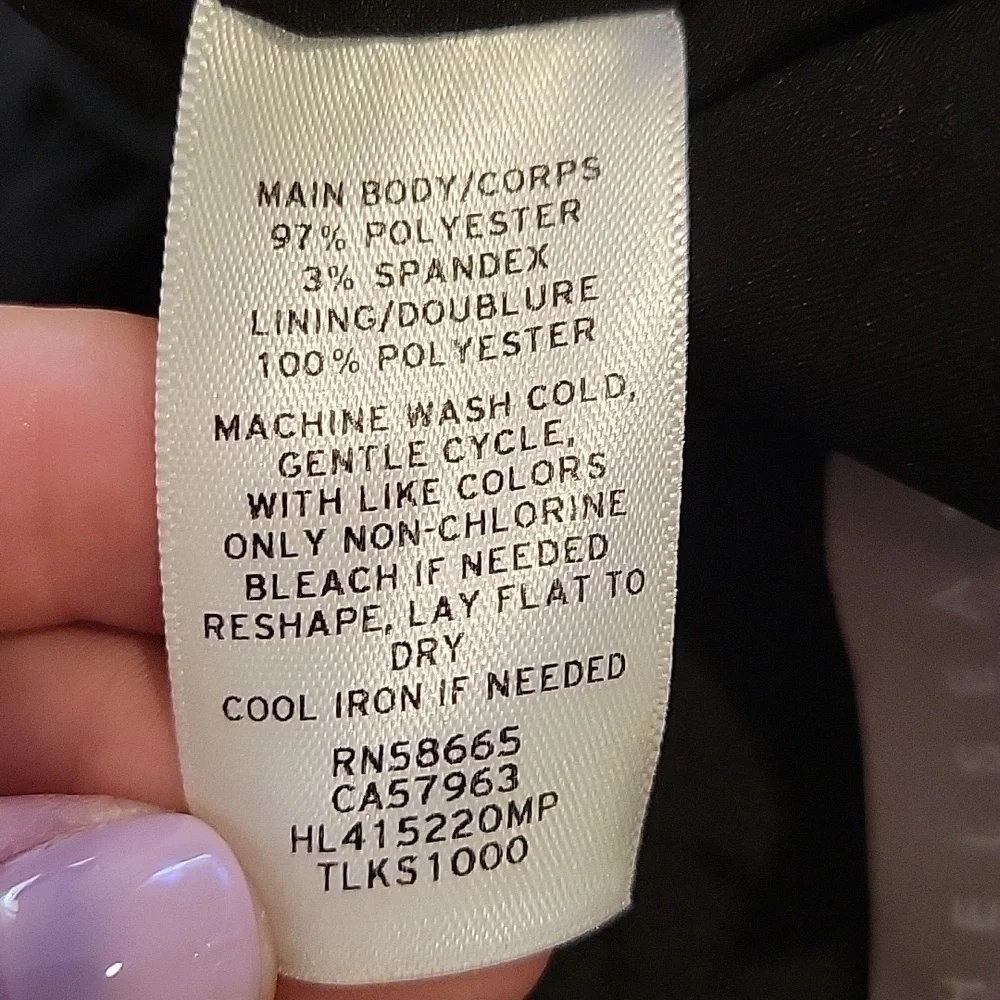 MAIN BODY/CORPS
97% POLYESTER
3% SPANDEX
LINING/DOUBLURE
100% POLYESTER
MACHINE WASH COLD,
GENTLE CYCLE,
WITH LIKE COLORS
ONLY NON-CHLORINE
BLEACH IF NEEDED
RESHAPE, LAY FLAT TO
DRY
COOL IRON IF NEEDED
RN58665
CA57963
HL415220MP
TLKS1000